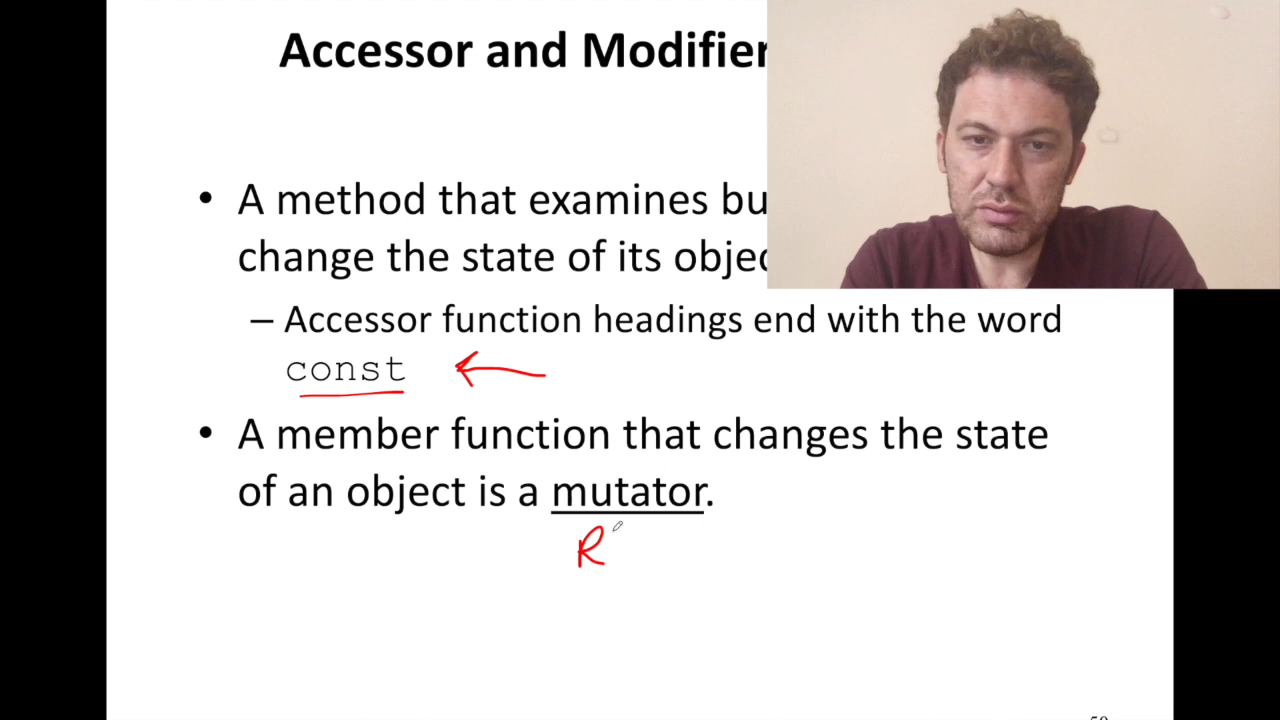 Accessor and Modifier
• A method that examines bu
change the state of its objec
– Accessor function headings end with the word
const
• A member function that changes the state
of an object is a mutator.
R